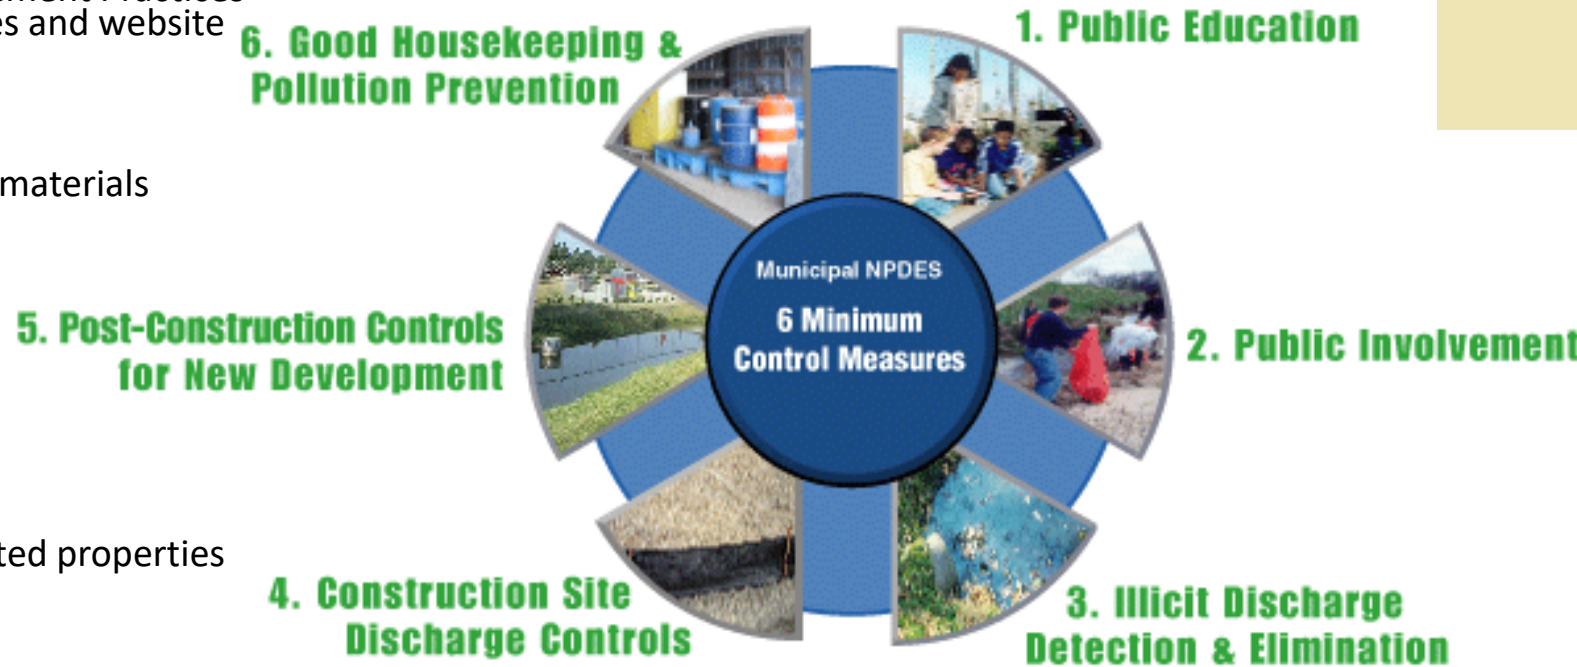 es and website
materials
ted properties
6. Good Housekeeping &
Pollution Prevention
1. Public Education
5. Post-Construction Controls
for New Development
Municipal NPDES
6 Minimum
Control Measures
2. Public Involvement
4. Construction Site
Discharge Controls
3. Illicit Discharge
Detection & Elimination